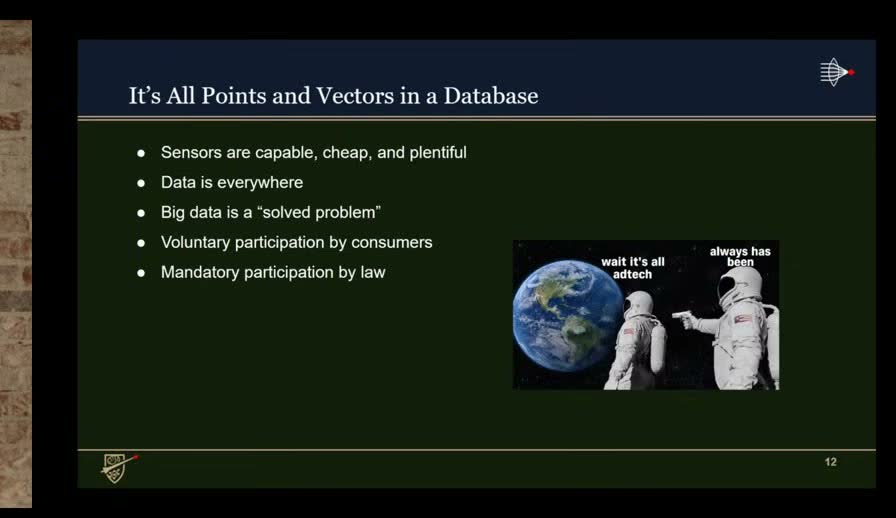 It's All Points and Vectors in a Database
● Sensors are capable, cheap, and plentiful
● Data is everywhere
● Big data is a “solved problem”
● Voluntary participation by consumers
● Mandatory participation by law
wait it's all
adtech
always has
been
12